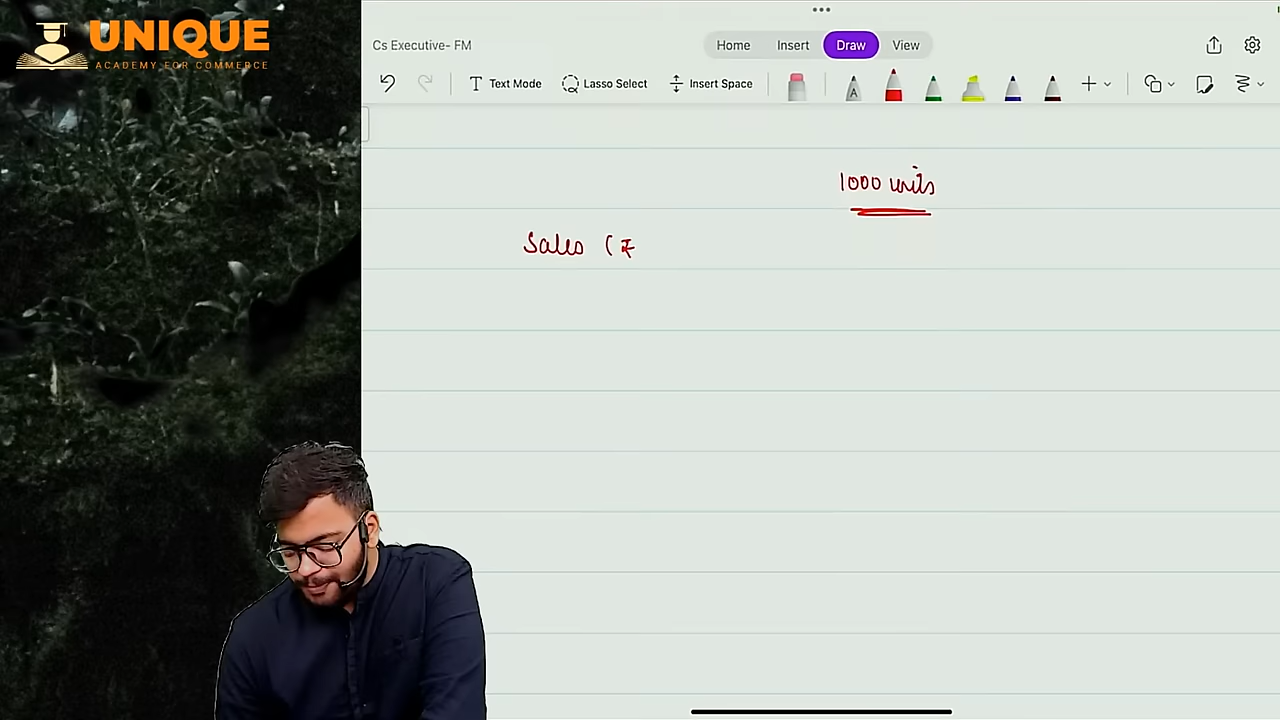 UNIQUE
ACADEMY FOR COMMERCE
Cs Executive- FM
Home Insert Draw View
Text Mode Lasso Select Insert Space
A
1000 units
Sales (₹